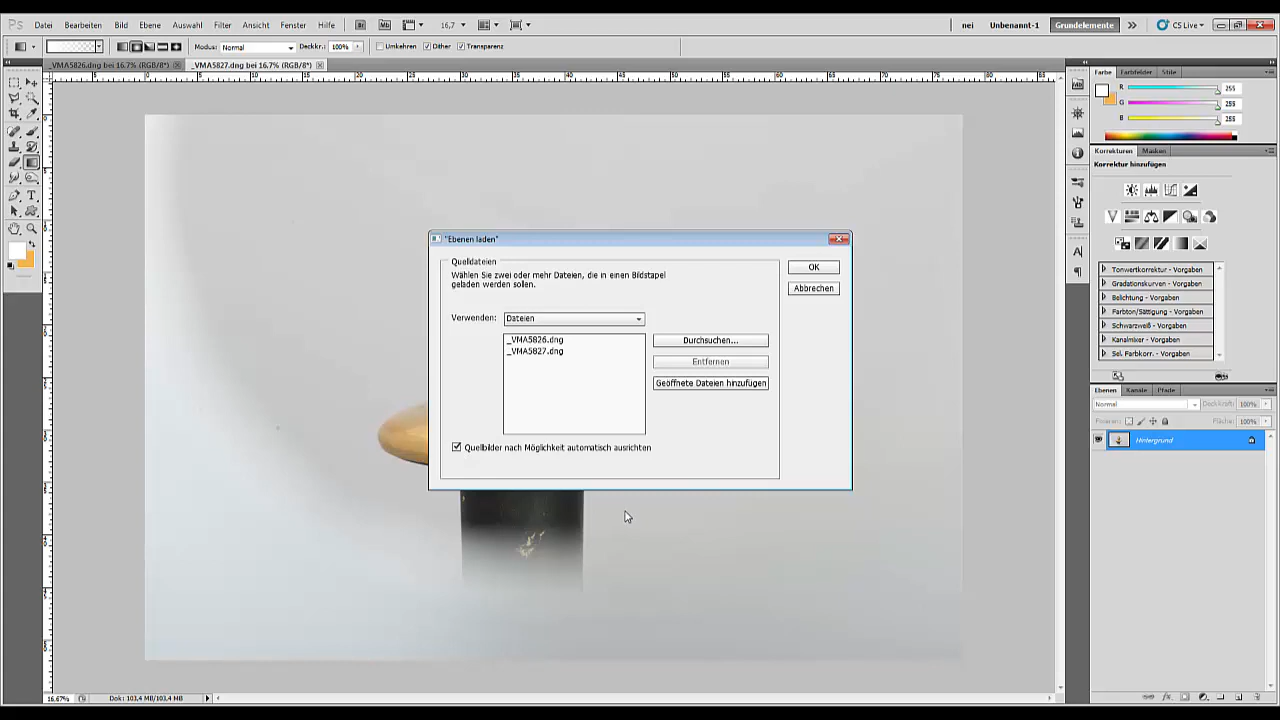 Ps Datei Bearbeiten Bild Ebene Auswahl Filter Ansicht Fenster Hilfe Br Mb 16,7 nei Unbenannt-1 Grundelemente CS Live
Modus: Normal Deckkr.: 100% Umkehren Dither Transparenz
_VMA5826.dng bei 16.7% (RGB/8*) _VMA5827.dng bei 16.7% (RGB/8*)
Farbe Farbfelder Stile
R 255
G 255
B 255
Korrekturen Masken
Korrektur hinzufügen
Tonwertkorrektur - Vorgaben
Gradationskurven - Vorgaben
Belichtung - Vorgaben
Farbton/Sättigung - Vorgaben
Schwarzweiß - Vorgaben
Kanalmixer - Vorgaben
Sel. Farbkorr. - Vorgaben
Ebenen Kanäle Pfade
Normal Deckkraft: 100%
Fixieren: Fläche: 100%
Hintergrund
"Ebenen laden"
Quelldateien
Wählen Sie zwei oder mehr Dateien, die in einen Bildstapel
geladen werden sollen.
OK
Abbrechen
Verwenden: Dateien
_VMA5826.dng
_VMA5827.dng
Durchsuchen...
Entfernen
Geöffnete Dateien hinzufügen
Quellbilder nach Möglichkeit automatisch ausrichten
16,67% Dok: 103,4 MB/103,4 MB